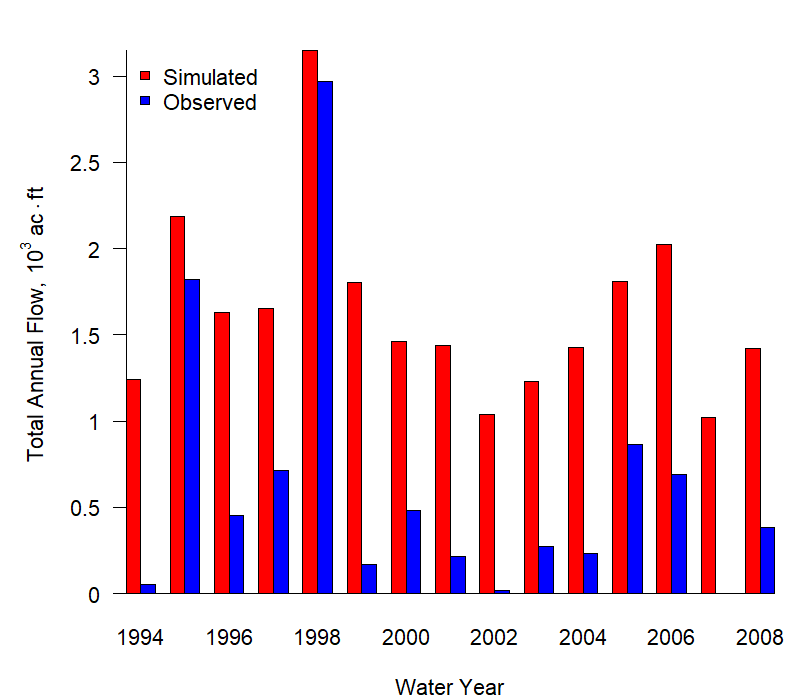 Simulated
Observed
3
2.5
2
1.5
1
0.5
0
Total Annual Flow, 10³ ac · ft
1994 1996 1998 2000 2002 2004 2006 2008
Water Year